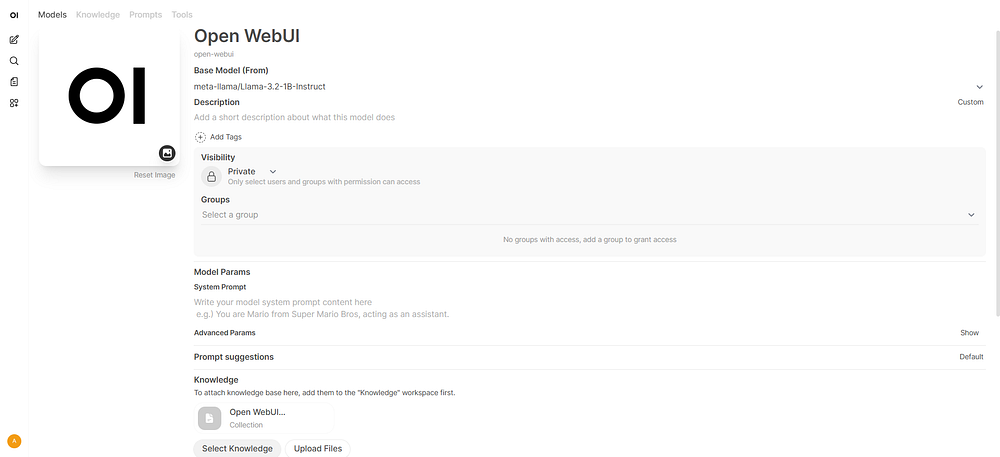 OI
Models Knowledge Prompts Tools
OI
Reset Image
Open WebUI
open-webui
Base Model (From)
meta-llama/Llama-3.2-1B-Instruct
Description Custom
Add a short description about what this model does
Add Tags
Visibility
Private
Only select users and groups with permission can access
Groups
Select a group
No groups with access, add a group to grant access
Model Params
System Prompt
Write your model system prompt content here
e.g.) You are Mario from Super Mario Bros, acting as an assistant.
Advanced Params Show
Prompt suggestions Default
Knowledge
To attach knowledge base here, add them to the "Knowledge" workspace first.
Open WebUI...
Collection
A
Select Knowledge Upload Files